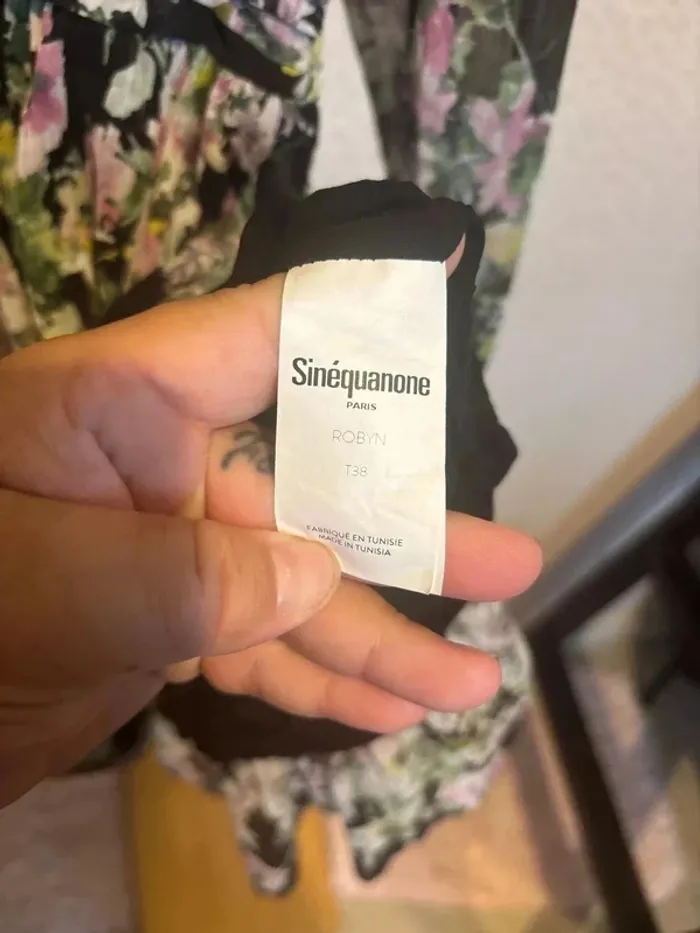 Sinéquanone
PARIS
ROBYN
T38
FABRIQUÉ EN TUNISIE
MADE IN TUNISIA